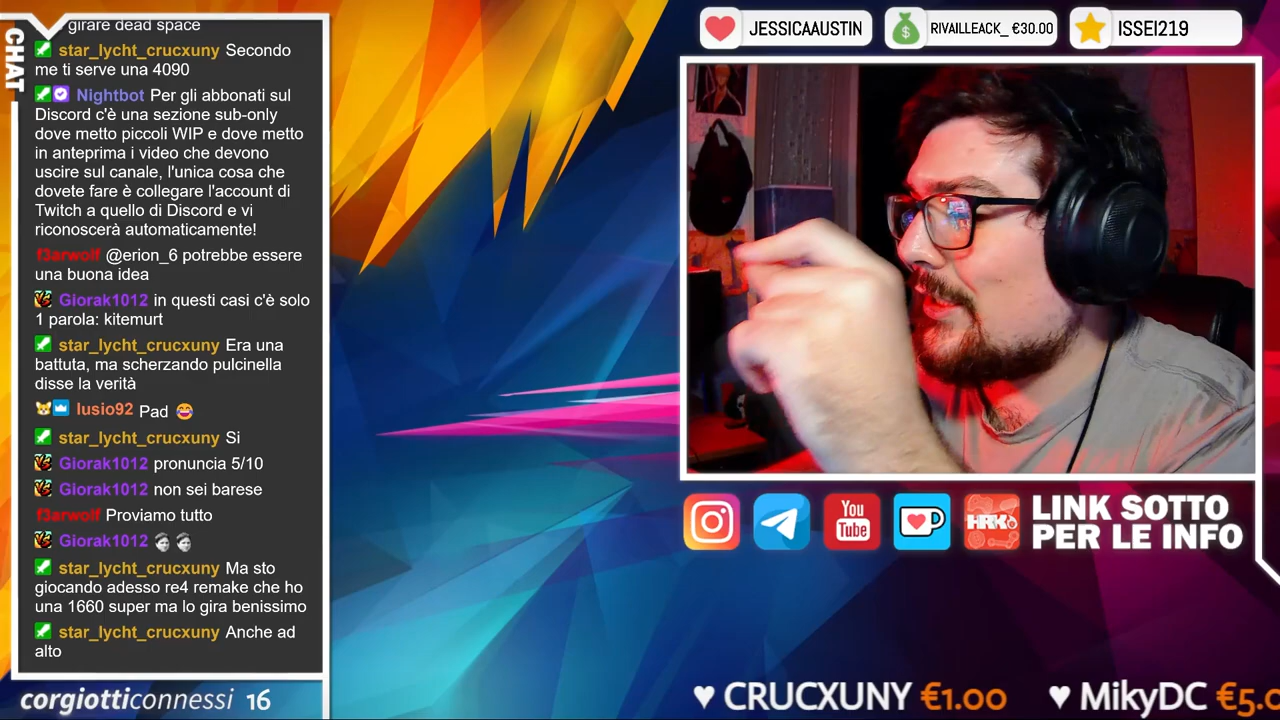 girare dead space
CHAT
star_lycht_crucxuny Secondo
me ti serve una 4090
Nightbot Per gli abbonati sul
Discord c'è una sezione sub-only
dove metto piccoli WIP e dove metto
in anteprima i video che devono
uscire sul canale, l'unica cosa che
dovete fare è collegare l'account di
Twitch a quello di Discord e vi
riconoscerà automaticamente!
f3arwolf @erion_6 potrebbe essere
una buona idea
Giorak1012 in questi casi c'è solo
1 parola: kitemurt
star_lycht_crucxuny Era una
battuta, ma scherzando pulcinella
disse la verità
lusio92 Pad 😂
star_lycht_crucxuny Si
Giorak1012 pronuncia 5/10
Giorak1012 non sei barese
f3arwolf Proviamo tutto
Giorak1012
star_lycht_crucxuny Ma sto
giocando adesso re4 remake che ho
una 1660 super ma lo gira benissimo
star_lycht_crucxuny Anche ad
alto
corgiotticonnessi 16
JESSICAAUSTIN
RIVAILLEACK_ €30.00
ISSEI219
You
Tube
HRK
LINK SOTTO
PER LE INFO
♥ CRUCXUNY €1.00 ♥ MikyDC €5.0